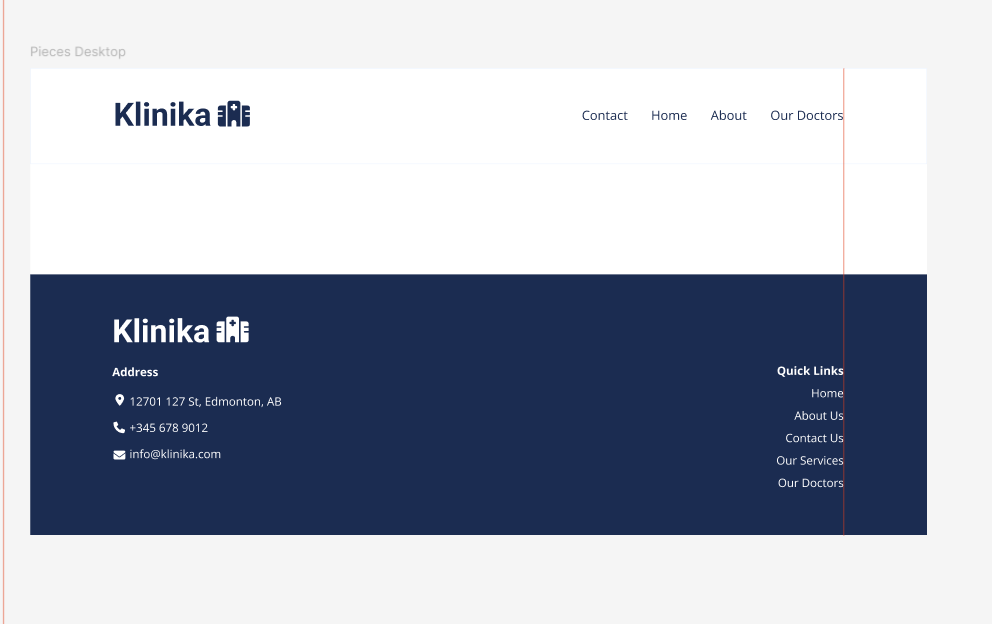 Pieces Desktop
Klinika
Contact Home About Our Doctors
Klinika
Address
12701 127 St, Edmonton, AB
+345 678 9012
info@klinika.com
Quick Links
Home
About Us
Contact Us
Our Services
Our Doctors